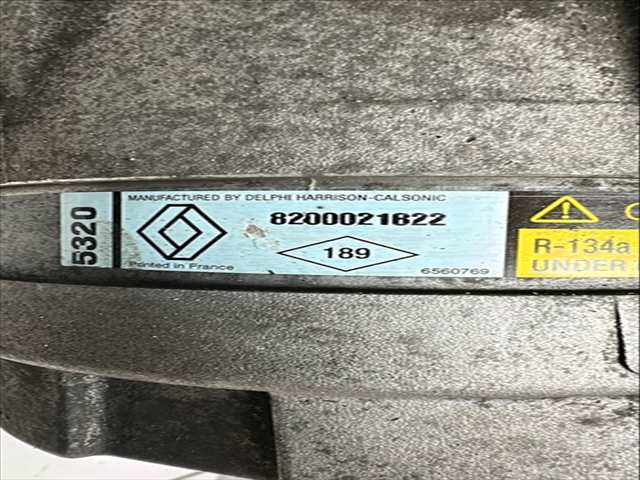 5320
MANUFACTURED BY DELPHI HARRISON-CALSONIC
8200021622
189
Printed in France
6560769
R-134a
UNDER